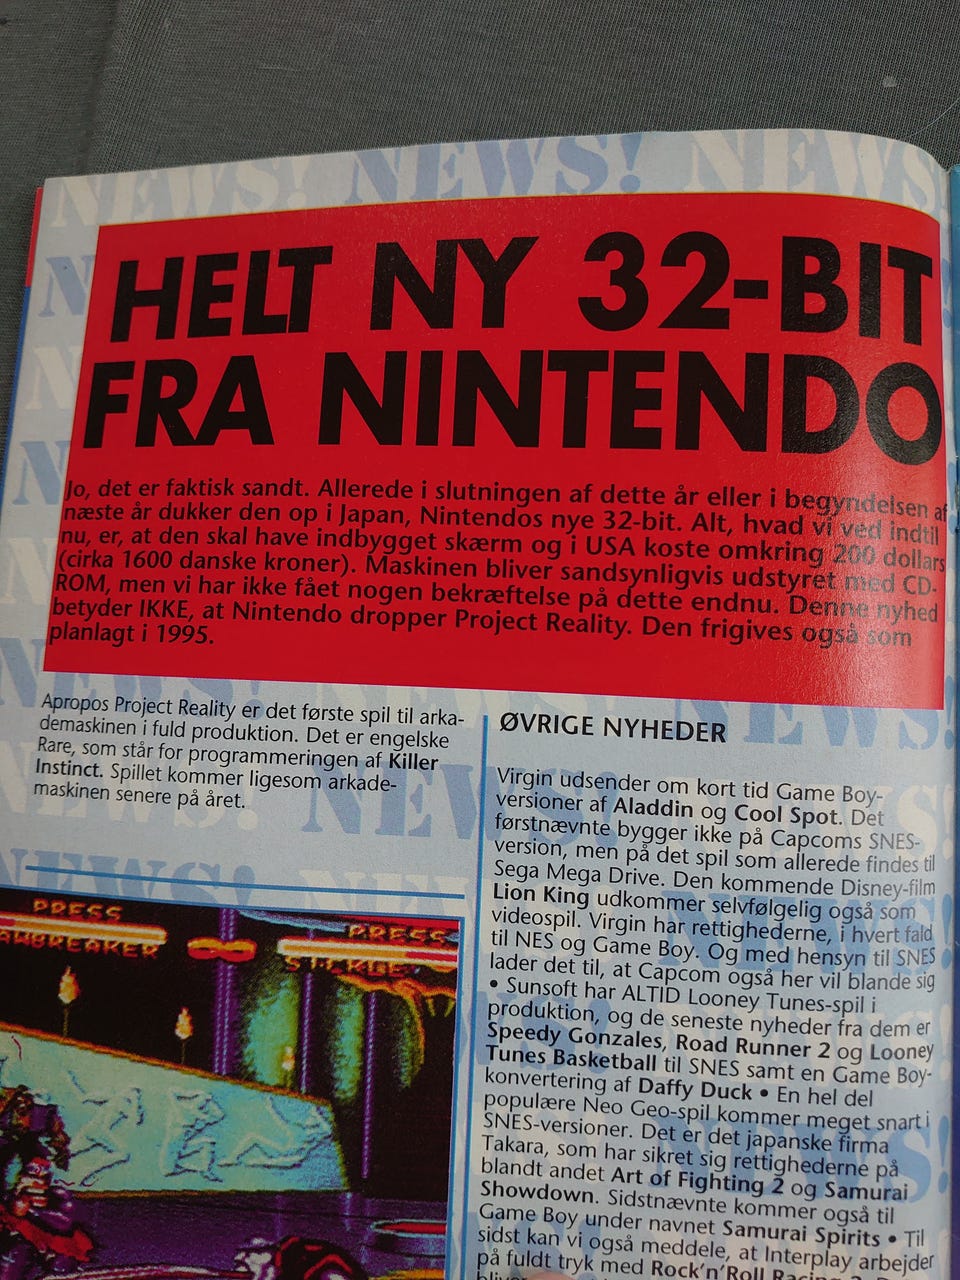 NEWS! NEWS! NEWS
HELT NY 32-BIT
FRA NINTENDO
Jo, det er faktisk sandt. Allerede i slutningen af dette år eller i begyndelsen af
næste år dukker den op i Japan, Nintendos nye 32-bit. Alt, hvad vi ved indtil
nu, er, at den skal have indbygget skærm og i USA koste omkring 200 dollars
(cirka 1600 danske kroner). Maskinen bliver sandsynligvis udstyret med CD-
ROM, men vi har ikke fået nogen bekræftelse på dette endnu. Denne nyhed
betyder IKKE, at Nintendo dropper Project Reality. Den frigives også som
planlagt i 1995.
Apropos Project Reality er det første spil til arka-
demaskinen i fuld produktion. Det er engelske
Rare, som står for programmeringen af Killer
Instinct. Spillet kommer ligesom arkade-
maskinen senere på året.
PRESS
PRESS
ØVRIGE NYHEDER
Virgin udsender om kort tid Game Boy-
versioner af Aladdin og Cool Spot. Det
førstnævnte bygger ikke på Capcoms SNES-
version, men på det spil som allerede findes til
Sega Mega Drive. Den kommende Disney-film
Lion King udkommer selvfølgelig også som
videospil. Virgin har rettighederne, i hvert fald
til NES og Game Boy. Og med hensyn til SNES
lader det til, at Capcom også her vil blande sig
• Sunsoft har ALTID Looney Tunes-spil i
produktion, og de seneste nyheder fra dem er
Speedy Gonzales, Road Runner 2 og Looney
Tunes Basketball til SNES samt en Game Boy-
konvertering af Daffy Duck • En hel del
populære Neo Geo-spil kommer meget snart i
SNES-versioner. Det er det japanske firma
Takara, som har sikret sig rettighederne på
blandt andet Art of Fighting 2 og Samurai
Showdown. Sidstnævnte kommer også til
Game Boy under navnet Samurai Spirits • Til
sidst kan vi også meddele, at Interplay arbejder
på fuldt tryk med Rock'n'Roll Racing